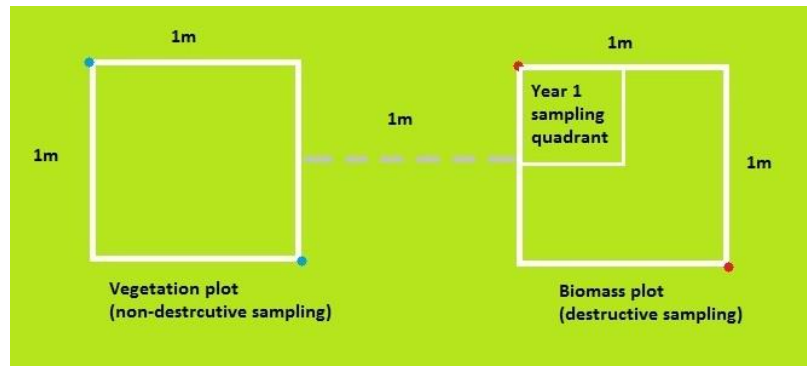 1m
1m
1m
1m
1m
Year 1
sampling
quadrant
Vegetation plot
(non-destrcutive sampling)
Biomass plot
(destructive sampling)